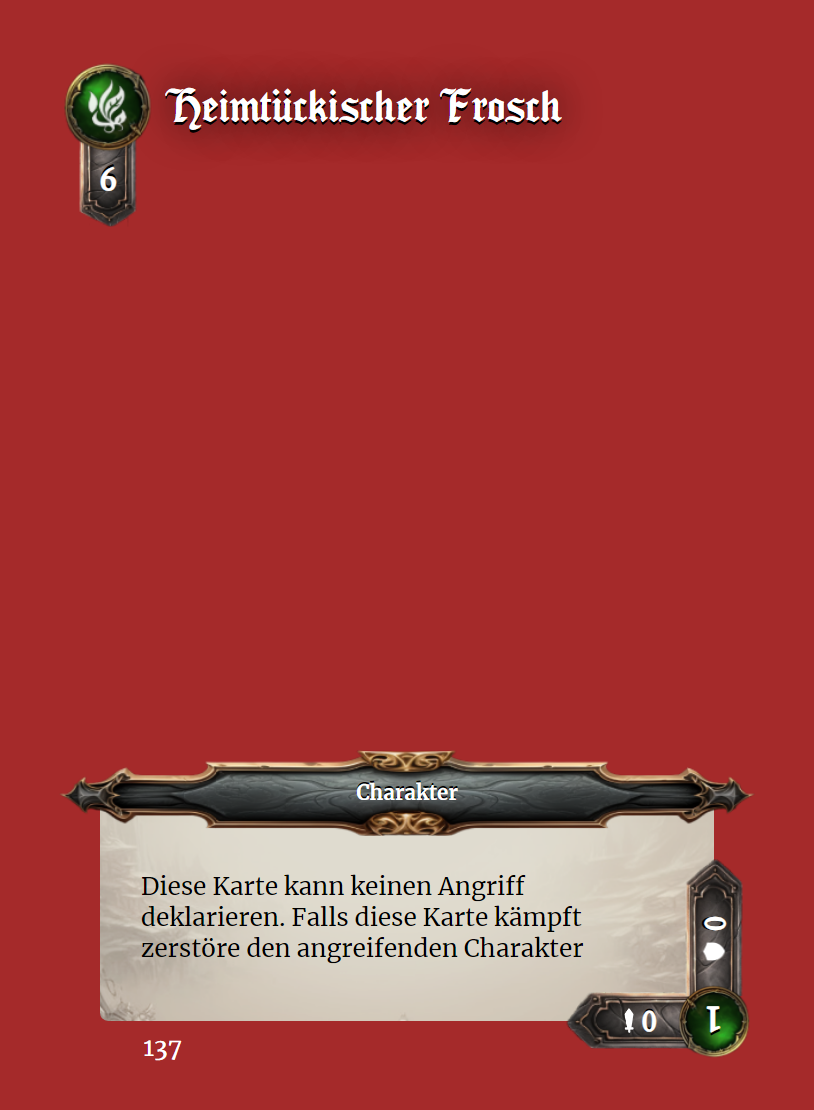 Heimtückischer Frosch
6
Charakter
Diese Karte kann keinen Angriff
deklarieren. Falls diese Karte kämpft
zerstöre den angreifenden Charakter
0
0
1
137